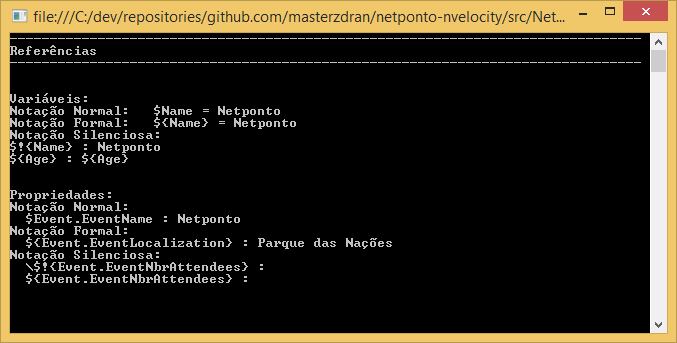 file:///C:/dev/repositories/github.com/masterzdran/netponto-nvelocity/src/Net...
-------------------------------------------------------------------------------
Referências
-------------------------------------------------------------------------------
Variáveis:
Notação Normal:   $Name = Netponto
Notação Formal:   ${Name} = Netponto
Notação Silenciosa:
$!{Name} : Netponto
${Age} : ${Age}
Propriedades:
Notação Normal:
  $Event.EventName : Netponto
Notação Formal:
  ${Event.EventLocalization} : Parque das Nações
Notação Silenciosa:
  \$!{Event.EventNbrAttendees} :
  ${Event.EventNbrAttendees} :